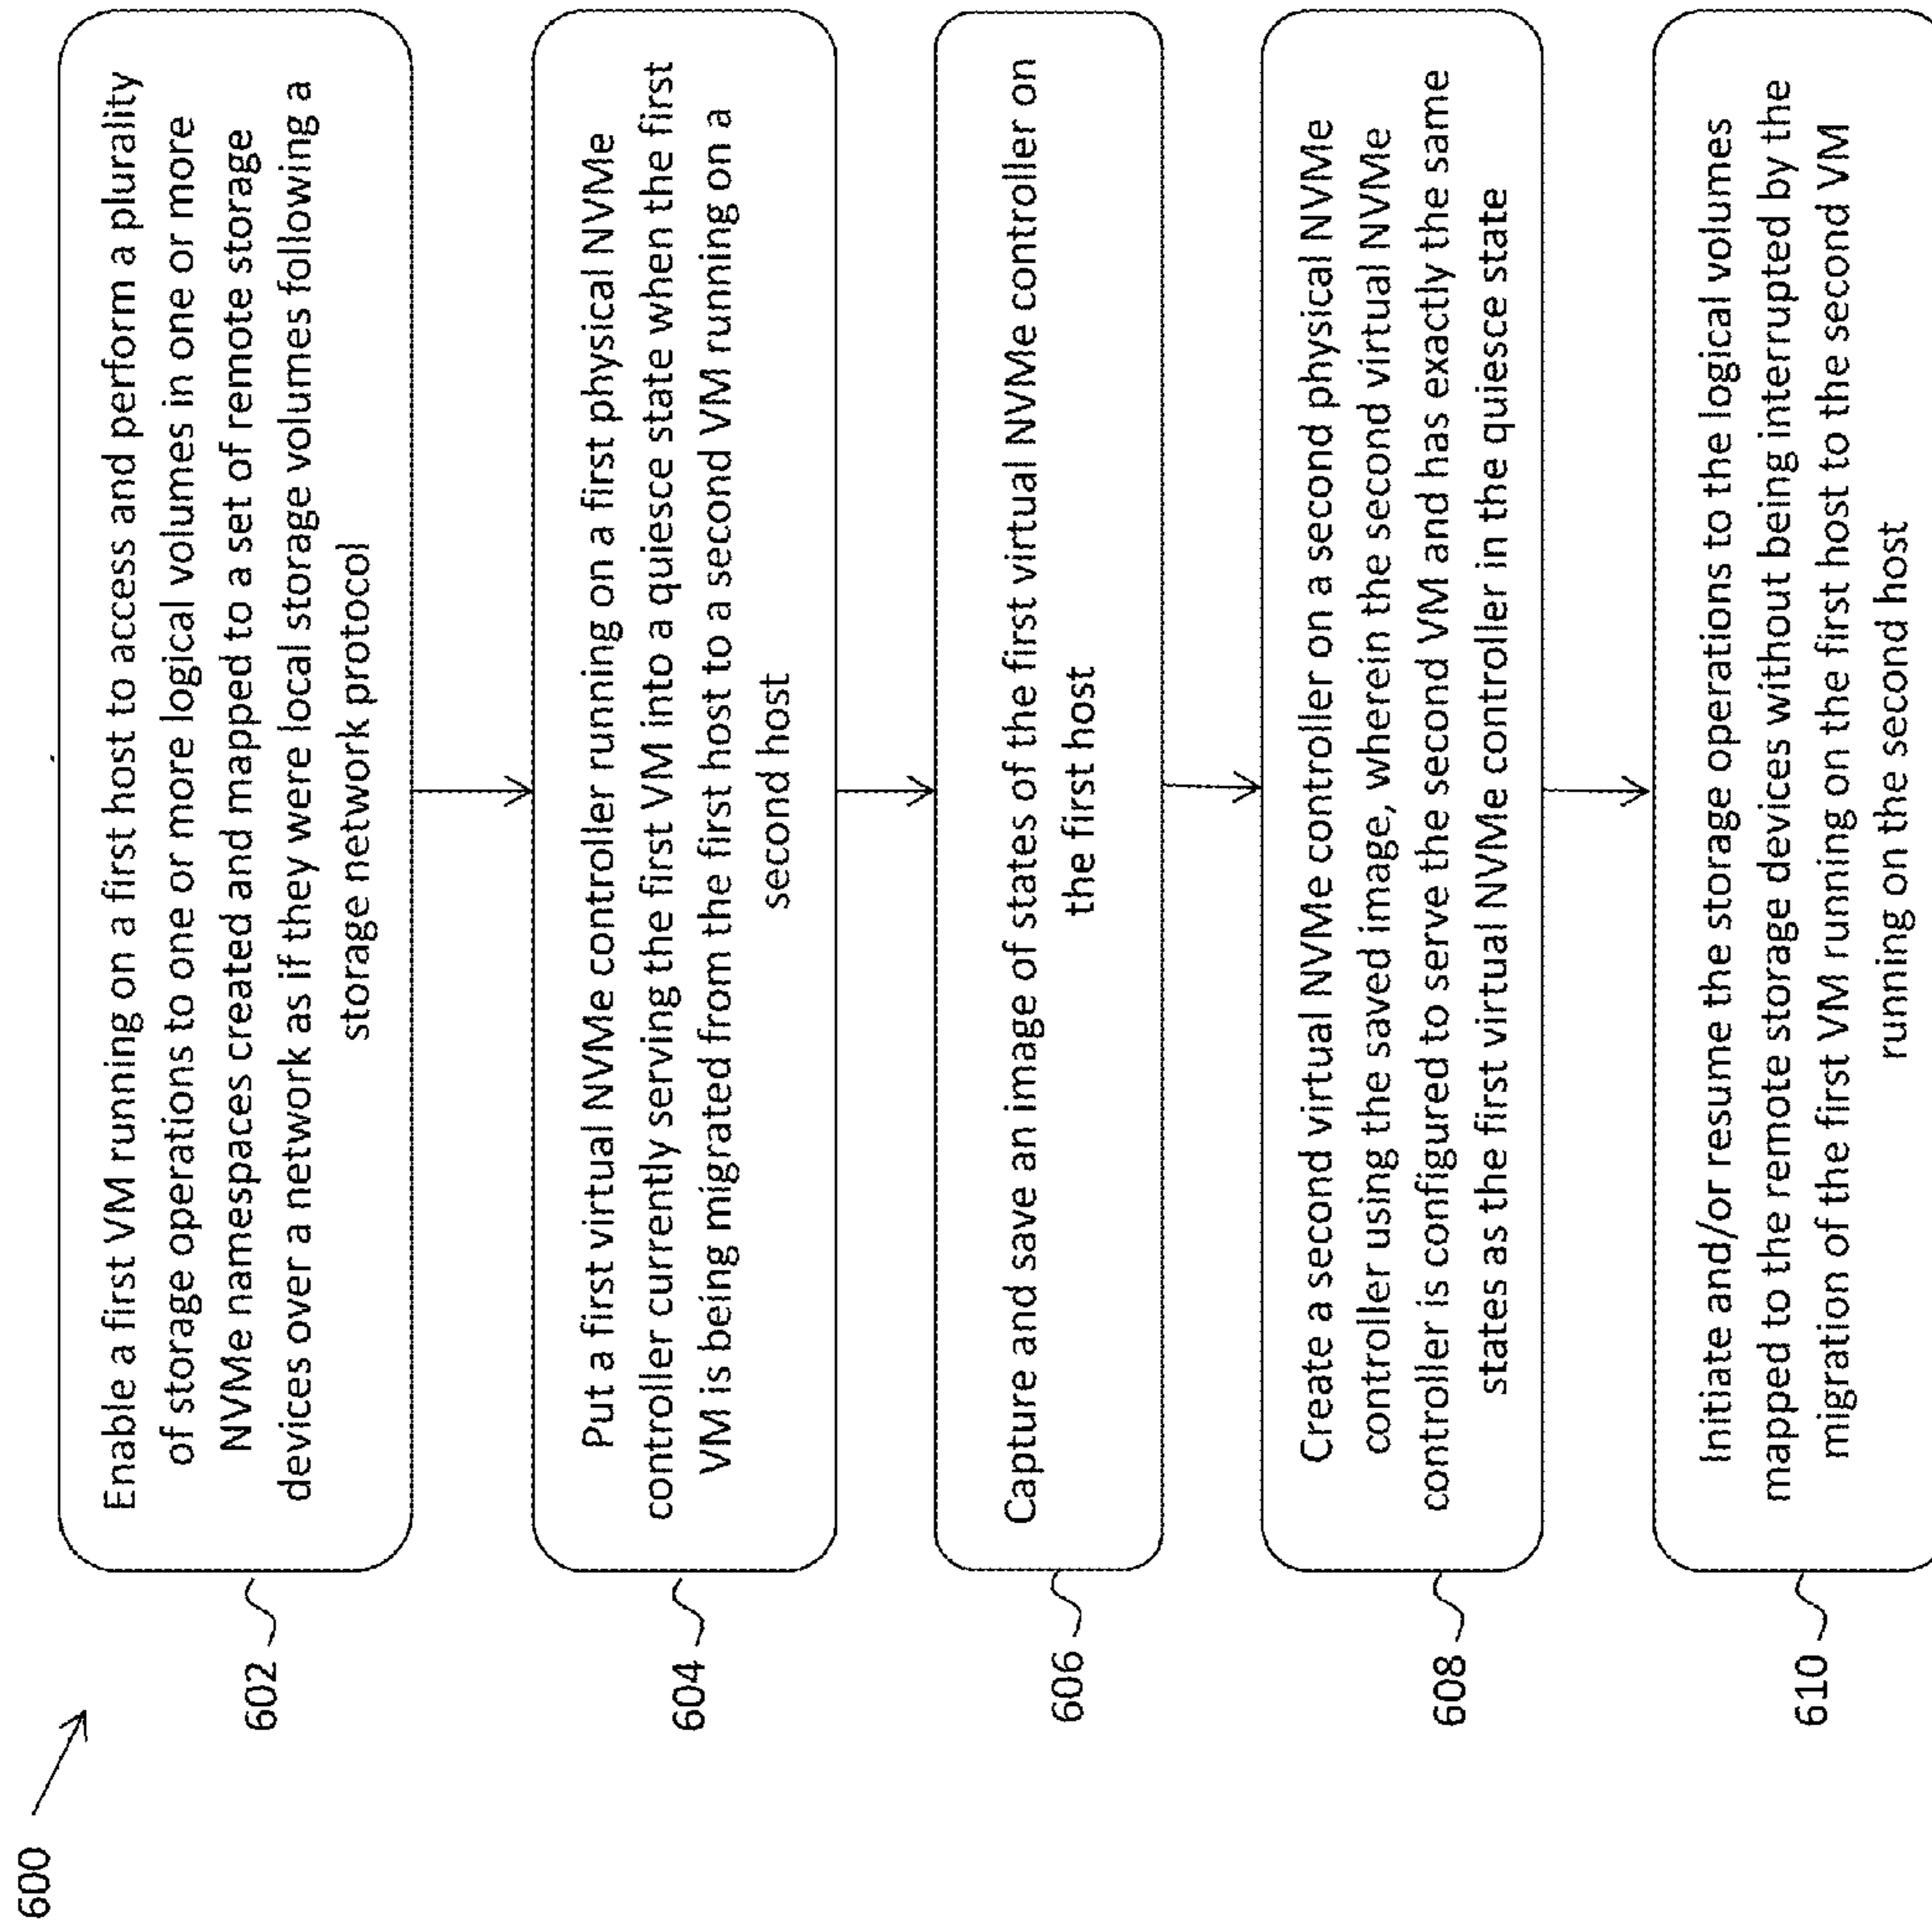 600
602
Enable a first VM running on a first host to access and perform a plurality
of storage operations to one or more logical volumes in one or more
NVMe namespaces created and mapped to a set of remote storage
devices over a network as if they were local storage volumes following a
storage network protocol
604
Put a first virtual NVMe controller running on a first physical NVMe
controller currently serving the first VM into a quiesce state when the first
VM is being migrated from the first host to a second VM running on a
second host
606
Capture and save an image of states of the first virtual NVMe controller on
the first host
608
Create a second virtual NVMe controller on a second physical NVMe
controller using the saved image, wherein the second virtual NVMe
controller is configured to serve the second VM and has exactly the same
states as the first virtual NVMe controller in the quiesce state
610
Initiate and/or resume the storage operations to the logical volumes
mapped to the remote storage devices without being interrupted by the
migration of the first VM running on the first host to the second VM
running on the second host